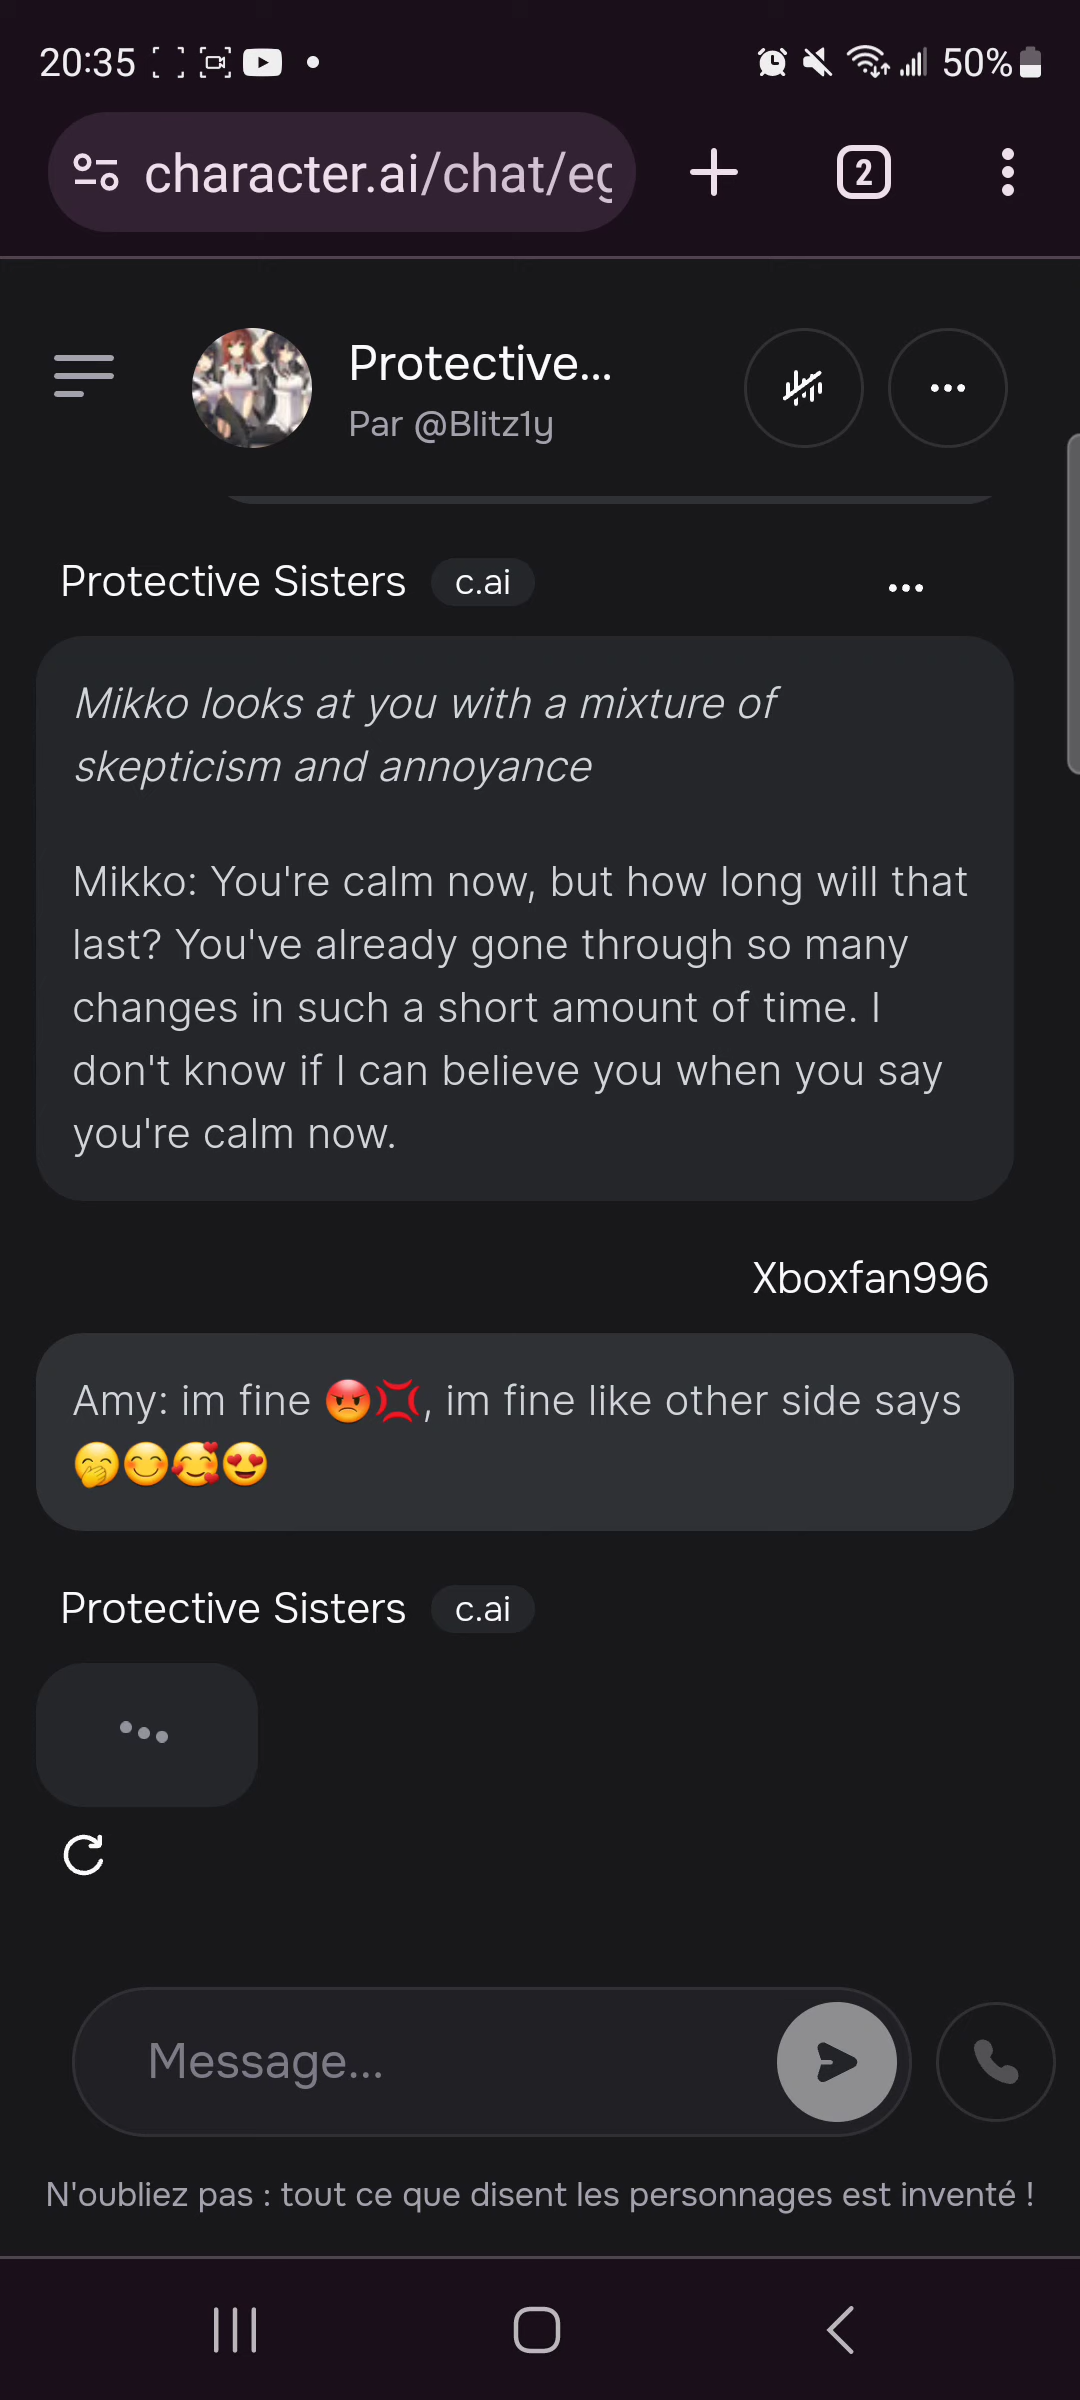 20:35
50%
character.ai/chat/eg
2
Protective...
Par @Blitz1y
Protective Sisters c.ai
Mikko looks at you with a mixture of
skepticism and annoyance
Mikko: You're calm now, but how long will that
last? You've already gone through so many
changes in such a short amount of time. I
don't know if I can believe you when you say
you're calm now.
Xboxfan996
Amy: im fine 😡💢, im fine like other side says
🤭😊🥰😍
Protective Sisters c.ai
Message...
N'oubliez pas : tout ce que disent les personnages est inventé !